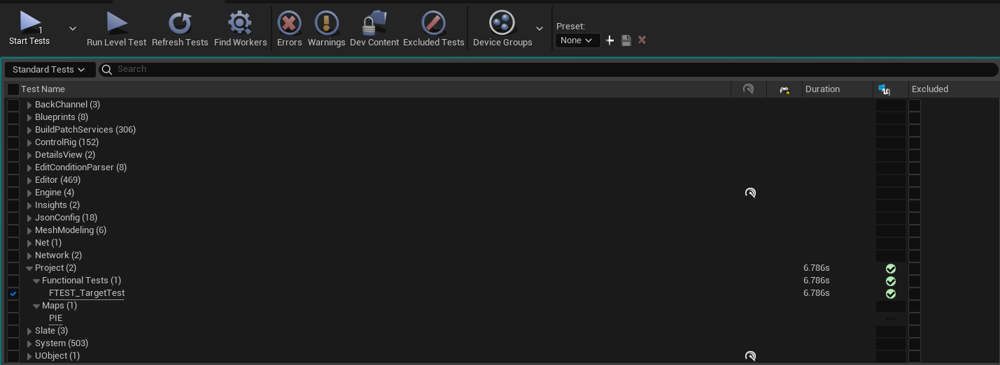 Preset:
1
Start Tests
Run Level Test
Refresh Tests
Find Workers
Errors
Warnings
Dev Content
Excluded Tests
Device Groups
None
Standard Tests
Search
Test Name Duration Excluded
BackChannel (3)
Blueprints (8)
BuildPatchServices (306)
ControlRig (152)
DetailsView (2)
EditConditionParser (8)
Editor (469)
Engine (4)
Insights (2)
JsonConfig (18)
MeshModeling (6)
Net (1)
Network (2)
Project (2) 6.786s
Functional Tests (1) 6.786s
FTEST_TargetTest 6.786s
Maps (1)
PIE
Slate (3)
System (503)
UObject (1)